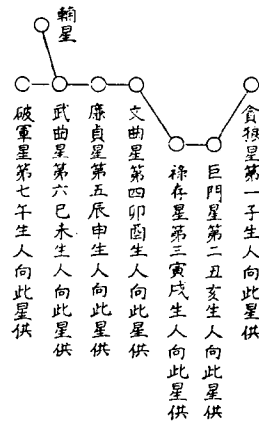 貪狼星第一子生人向此星供
巨門星第二丑亥生人向此星供
祿存星第三寅戌生人向此星供
文曲星第四卯酉生人向此星供
廉貞星第五辰申生人向此星供
武曲星第六巳未生人向此星供
破軍星第七午生人向此星供
輔星